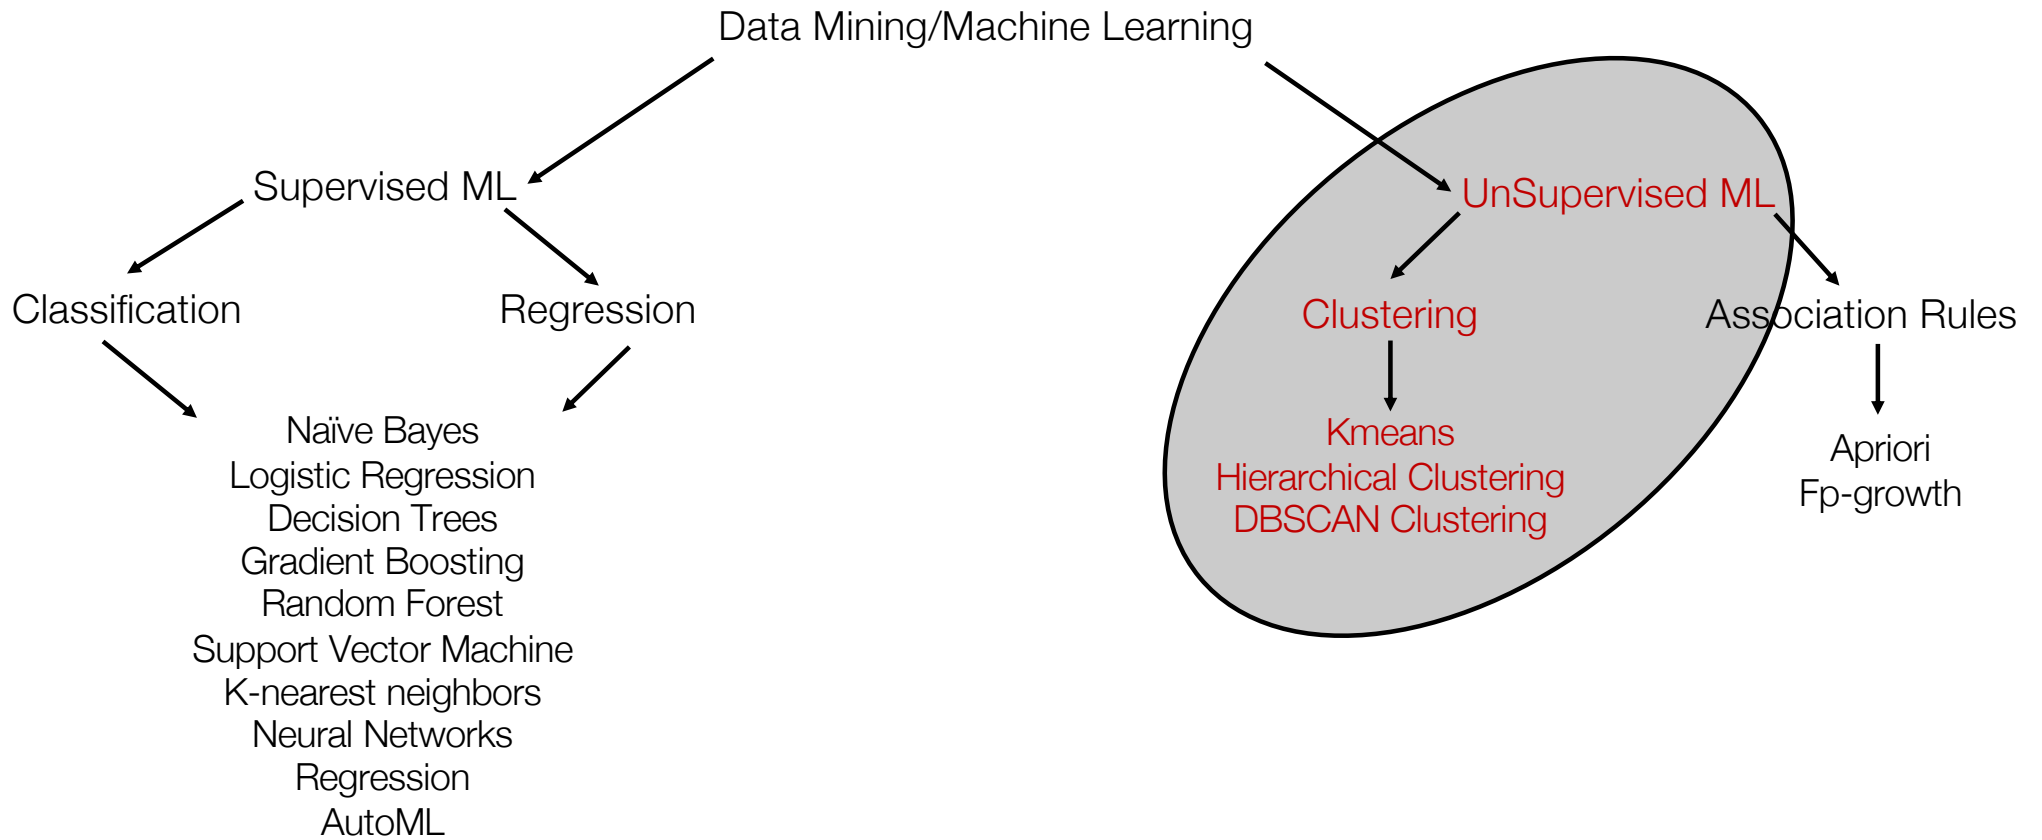 Data Mining/Machine Learning
Supervised ML
UnSupervised ML
Classification
Regression
Clustering
Association Rules
Naïve Bayes
Logistic Regression
Decision Trees
Gradient Boosting
Random Forest
Support Vector Machine
K-nearest neighbors
Neural Networks
Regression
AutoML
Kmeans
Hierarchical Clustering
DBSCAN Clustering
Apriori
Fp-growth